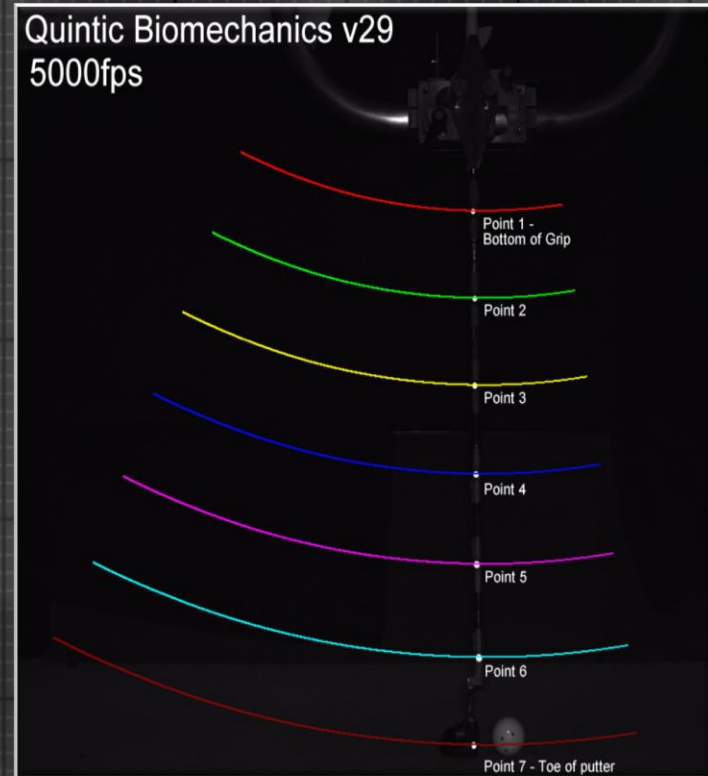 Quintic Biomechanics v29
5000fps
Point 1 -
Bottom of Grip
Point 2
Point 3
Point 4
Point 5
Point 6
Point 7 - Toe of putter